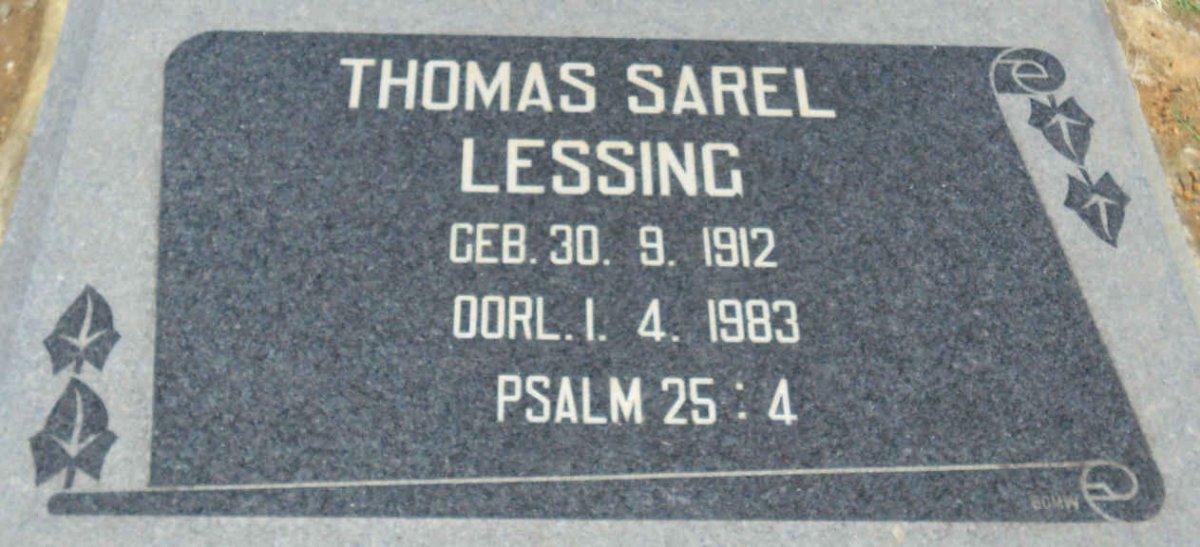 THOMAS SAREL
LESSING
GEB. 30. 9. 1912
OORL. 1. 4. 1983
PSALM 25 : 4